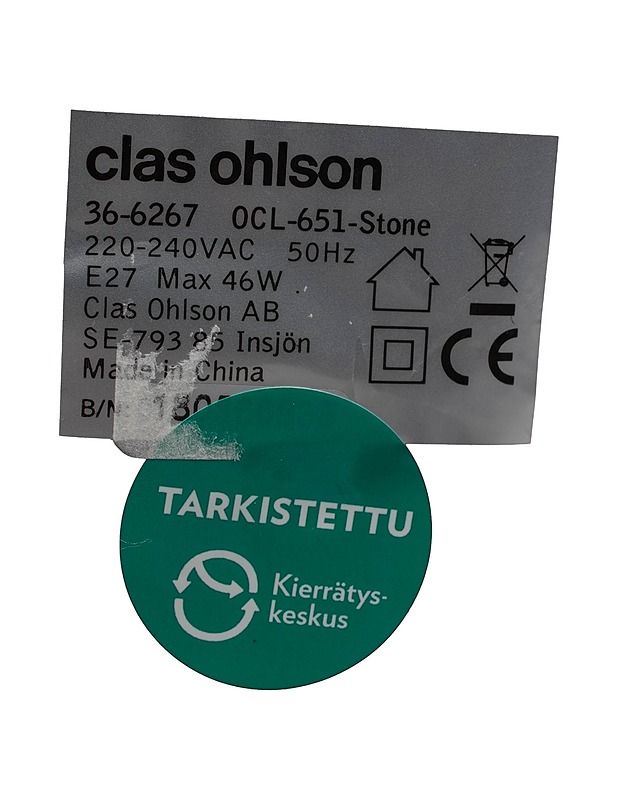 clas ohlson
36-6267 OCL-651-Stone
220-240VAC 50Hz
E27 Max 46W
Clas Ohlson AB
SE-793 85 Insjön
Made in China
B/N:
CE
TARKISTETTU
Kierrätys-
keskus